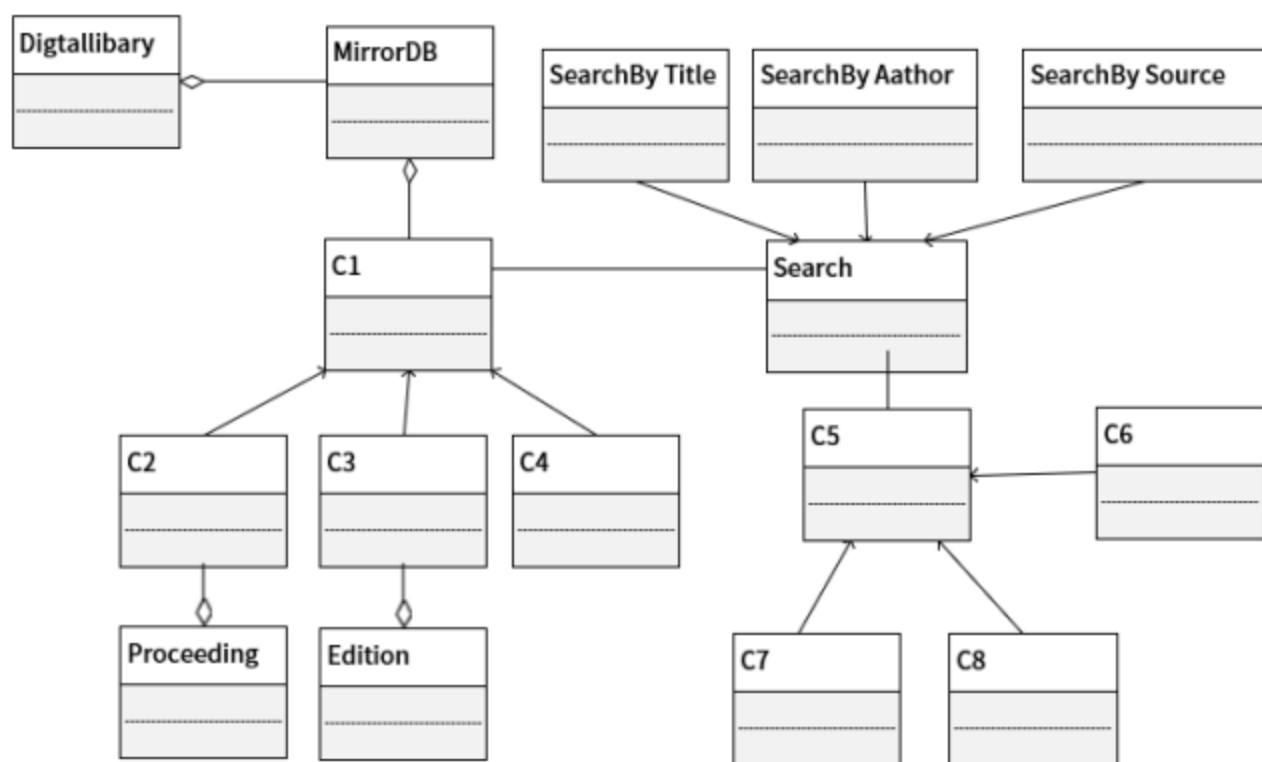 Digtallibary
MirrorDB
SearchBy Title
SearchBy Aathor
SearchBy Source
C1
Search
C2
C3
C4
C5
C6
Proceeding
Edition
C7
C8